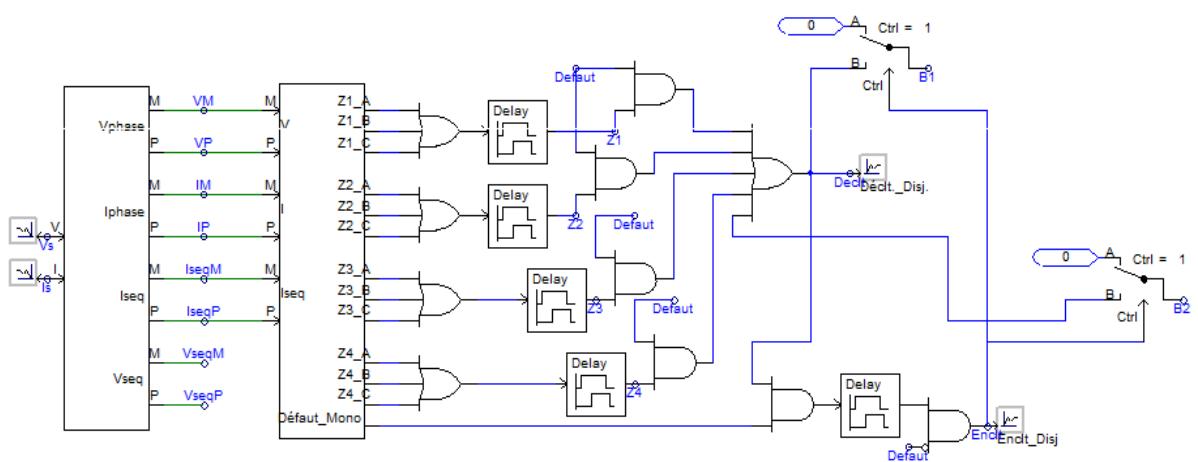 0
A
Ctrl = 1
B
Ctrl
B1
Vphase
Iphase
Iseq
Vseq
V
Vs
I
Is
M
P
M
P
M
P
M
P
VM
VP
IM
IP
IseqM
IseqP
VseqM
VseqP
M
V
P
M
I
P
M
Iseq
P
Z1_A
Z1_B
Z1_C
Z2_A
Z2_B
Z2_C
Z3_A
Z3_B
Z3_C
Z4_A
Z4_B
Z4_C
Défaut_Mono
Delay
Delay
Delay
Delay
Defaut
Z1
Z2
Defaut
Z3
Defaut
Z4
Declt
Déclt._Disj.
0
A
Ctrl = 1
B
Ctrl
B2
Delay
Defaut
Enclt
Enclt_Disj